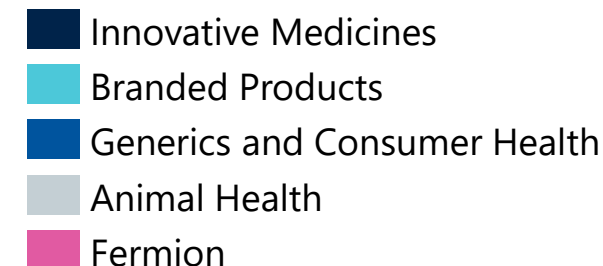 Innovative Medicines
Branded Products
Generics and Consumer Health
Animal Health
Fermion